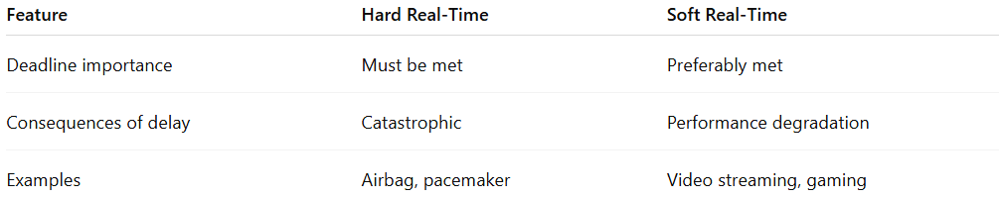 Feature Hard Real-Time Soft Real-Time
Deadline importance Must be met Preferably met
Consequences of delay Catastrophic Performance degradation
Examples Airbag, pacemaker Video streaming, gaming